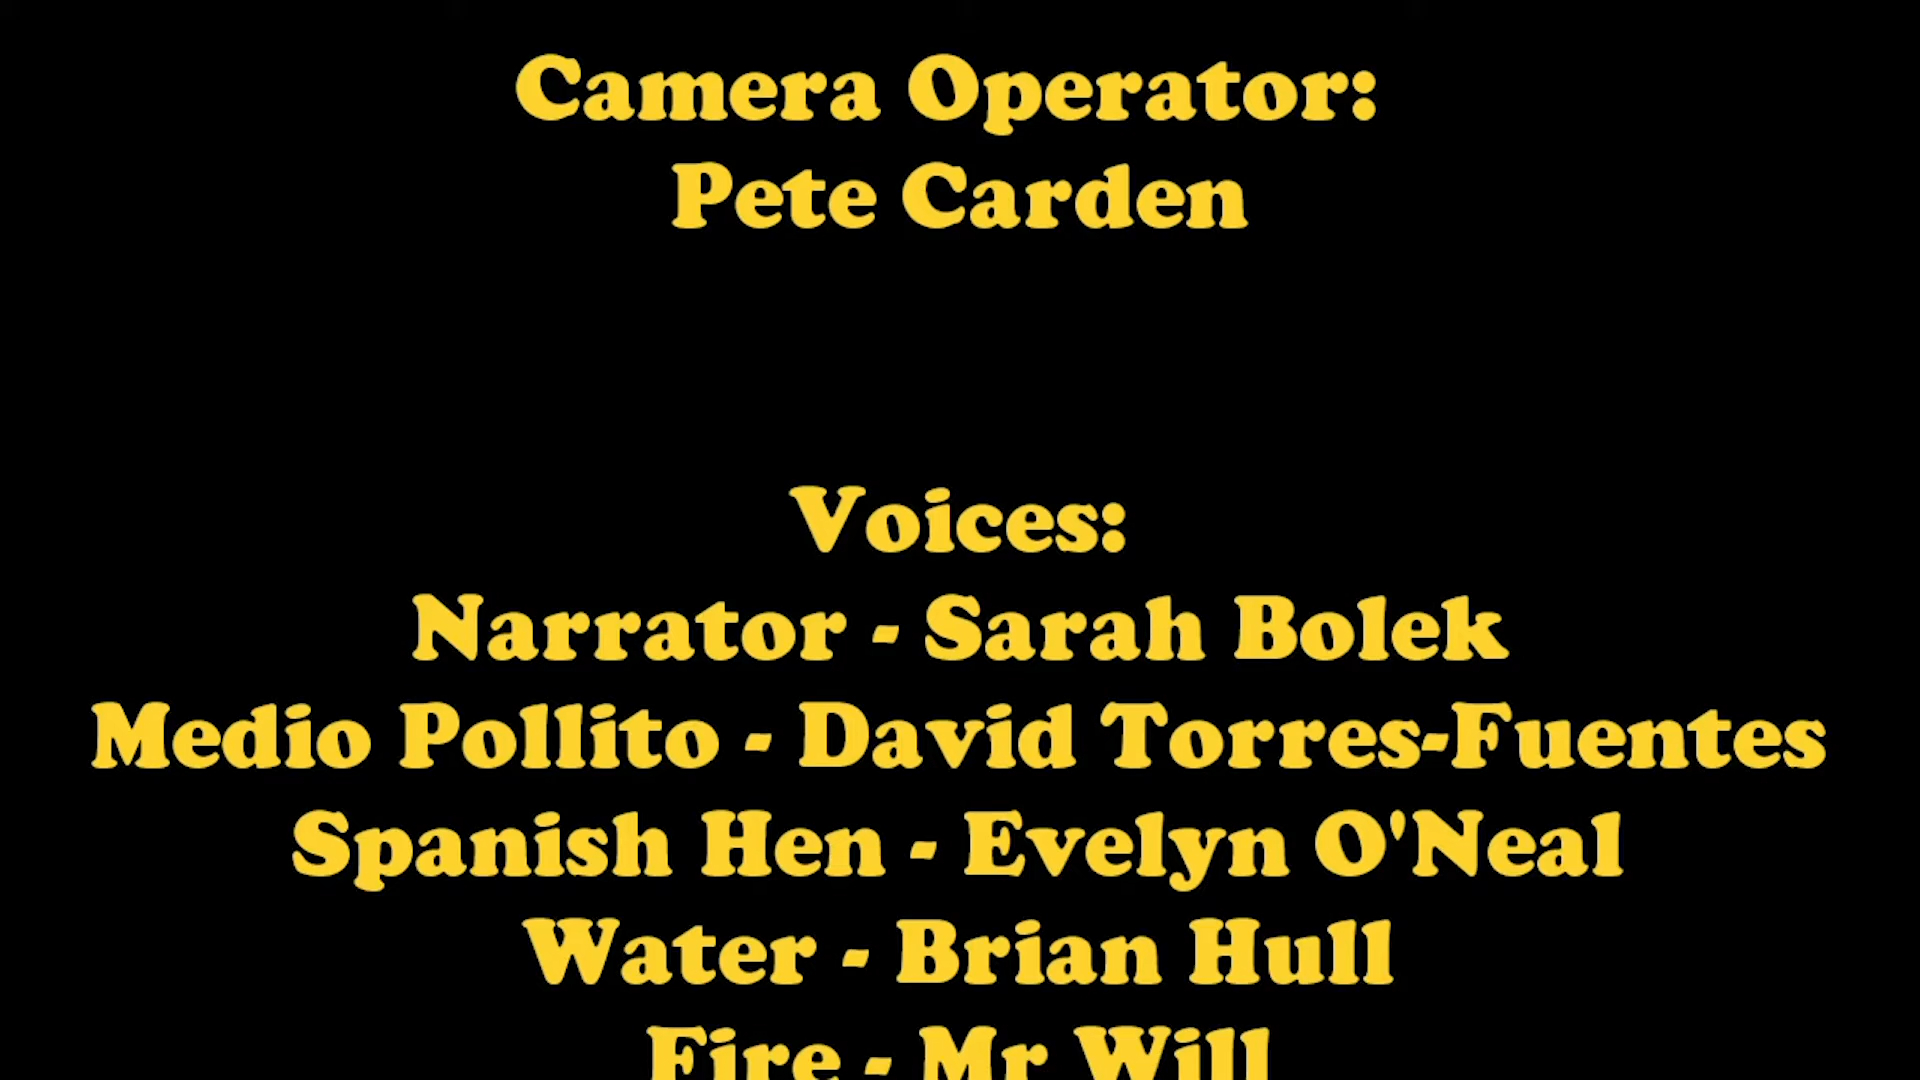 Camera Operator:
Pete Carden
Voices:
Narrator - Sarah Bolek
Medio Pollito - David Torres-Fuentes
Spanish Hen - Evelyn O'Neal
Water - Brian Hull
Fire - Mr Will